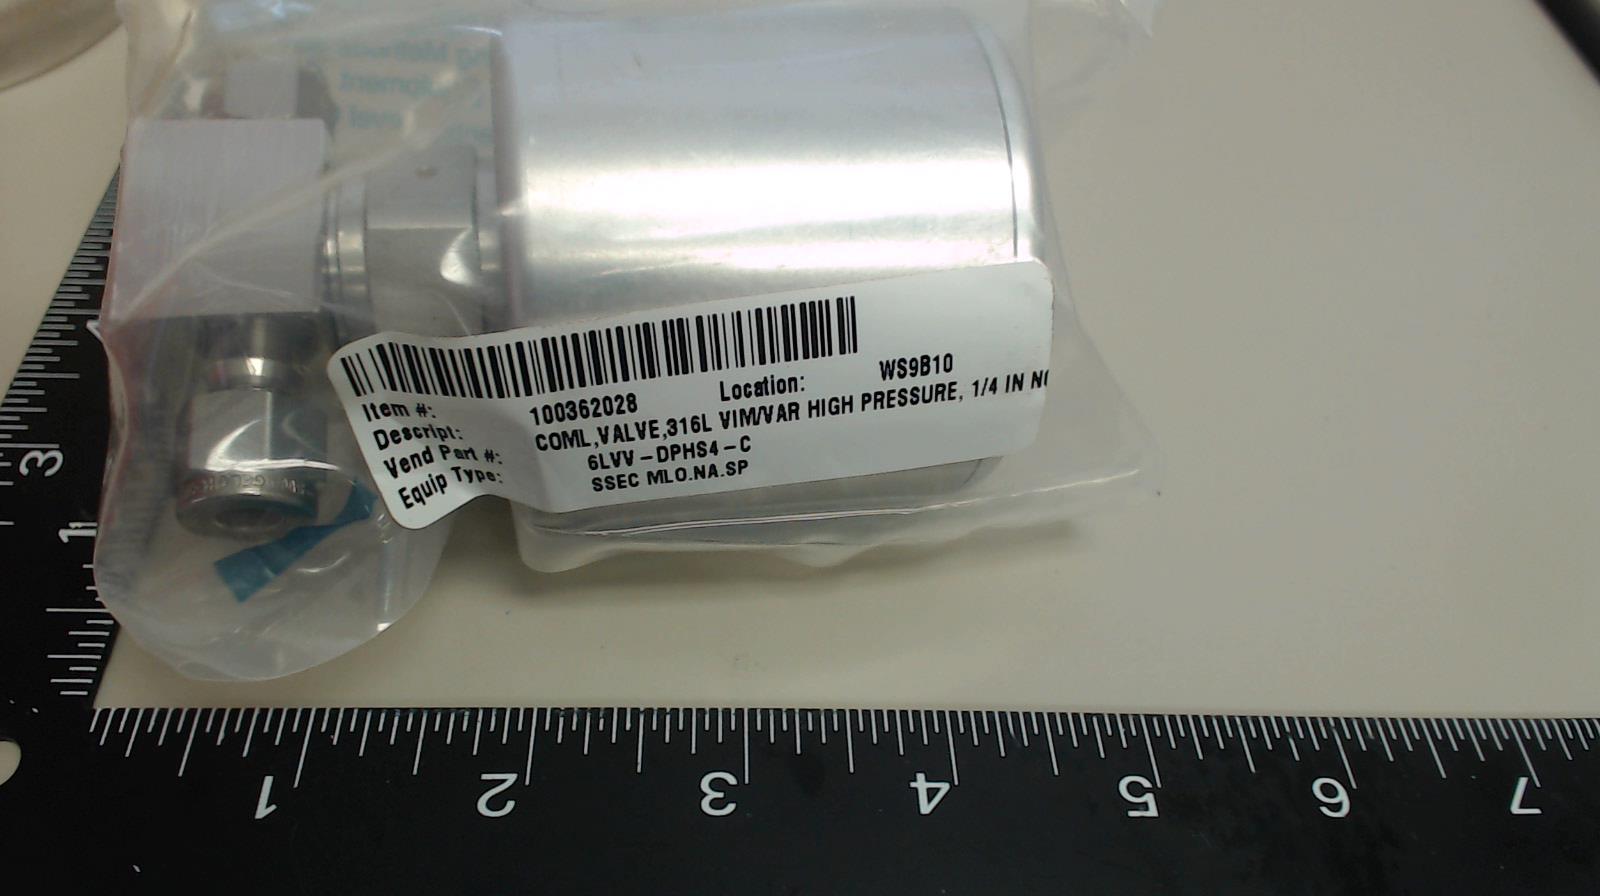 Item #: 100362028 Location: WS9B10
Descript: COML,VALVE,316L VIM/VAR HIGH PRESSURE, 1/4 IN
Vend Part #: 6LVV-DPHS4-C
Equip Type: SSEC MLO.NA.SP
3
1
1 2 3 4 5 6 7